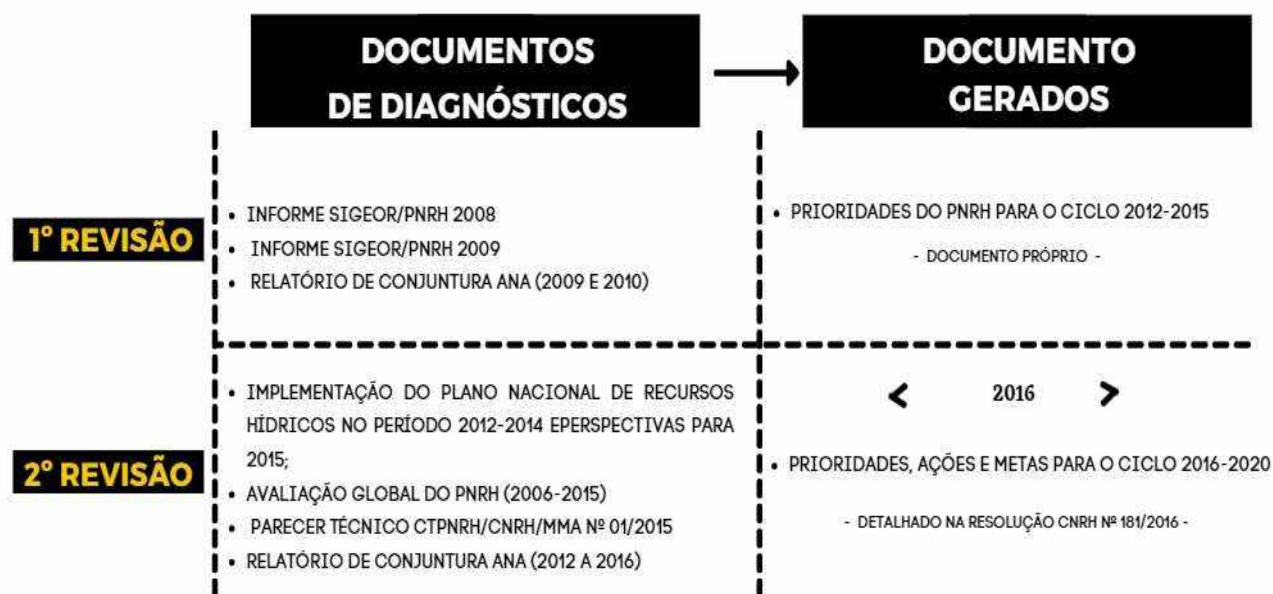 DOCUMENTOS
DE DIAGNÓSTICOS
DOCUMENTO
GERADOS
1º REVISÃO
• INFORME SIGEOR/PNRH 2008
• INFORME SIGEOR/PNRH 2009
• RELATÓRIO DE CONJUNTURA ANA (2009 E 2010)
• PRIORIDADES DO PNRH PARA O CICLO 2012-2015
- DOCUMENTO PRÓPRIO -
2º REVISÃO
• IMPLEMENTAÇÃO DO PLANO NACIONAL DE RECURSOS
HÍDRICOS NO PERÍODO 2012-2014 EPERSPECTIVAS PARA
2015;
• AVALIAÇÃO GLOBAL DO PNRH (2006-2015)
• PARECER TÉCNICO CTPNRH/CNRH/MMA Nº 01/2015
• RELATÓRIO DE CONJUNTURA ANA (2012 A 2016)
< 2016 >
• PRIORIDADES, AÇÕES E METAS PARA O CICLO 2016-2020
- DETALHADO NA RESOLUÇÃO CNRH Nº 181/2016 -